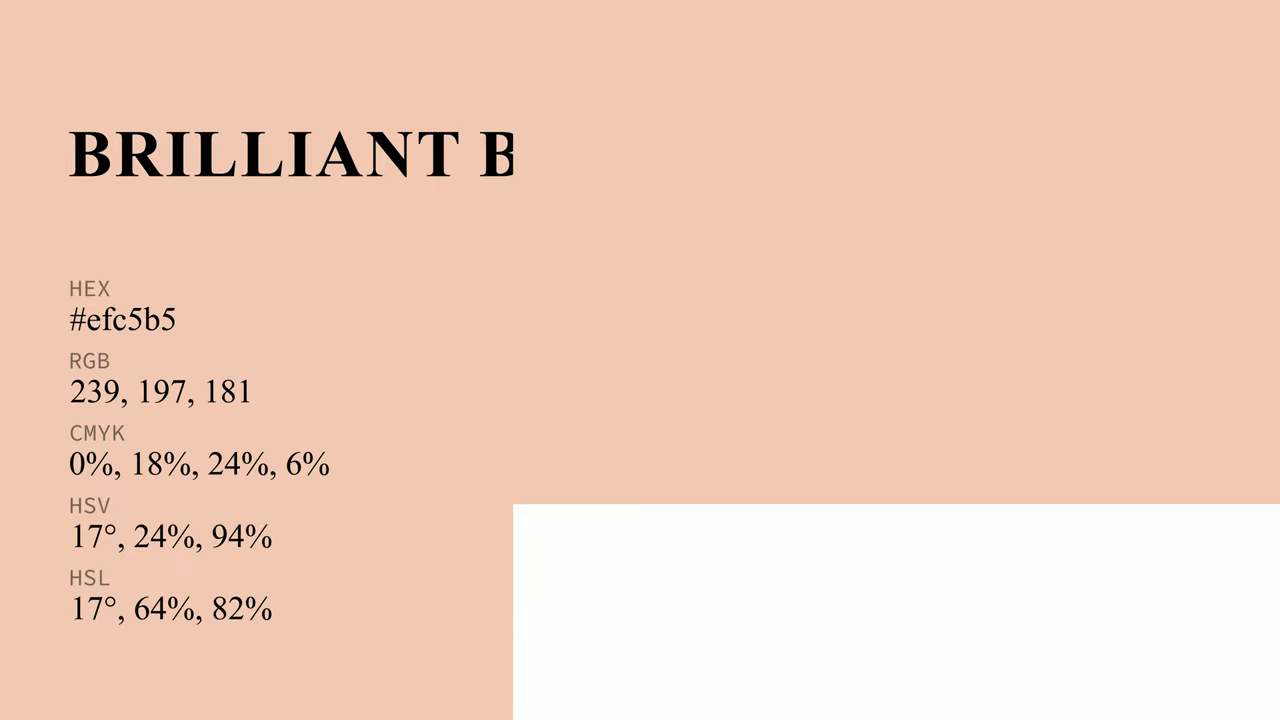 BRILLIANT B
HEX
#efc5b5
RGB
239, 197, 181
CMYK
0%, 18%, 24%, 6%
HSV
17°, 24%, 94%
HSL
17°, 64%, 82%